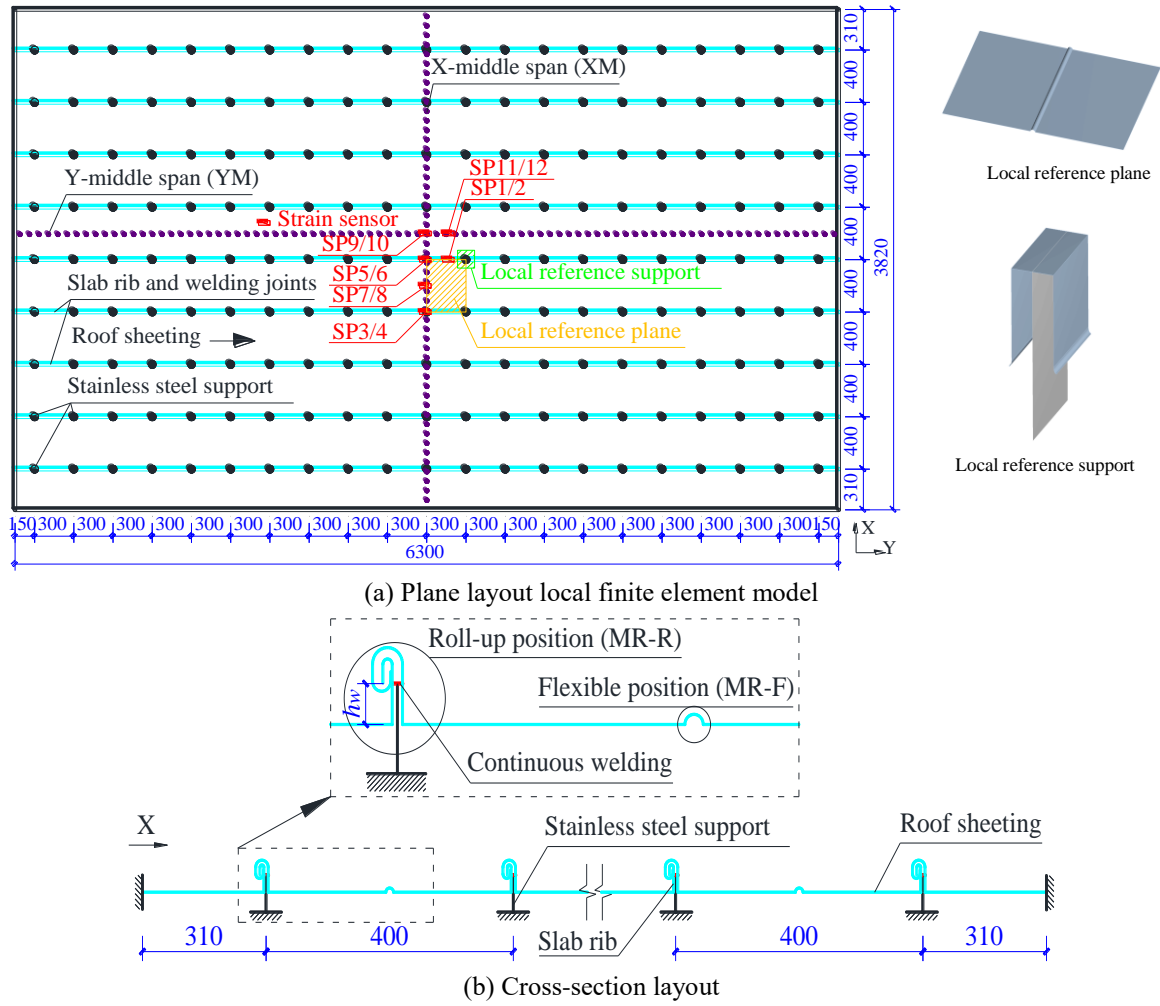 310
X-middle span (XM)
400
400
Local reference plane
SP11/12
400
Y-middle span (YM)
SP1/2
Strain sensor
400
3820
SP9/10
SP5/6
Local reference support
Slab rib and welding joints
SP7/8
400
Roof sheeting
SP3/4
Local reference plane
400
Stainless steel support
400
400
Local reference support
310
150 300 300 300 300 300 300 300 300 300 300 300 300 300 300 300 300 300 300 300 300 150
X
6300
Y
(a) Plane layout local finite element model
Roll-up position (MR-R)
Flexible position (MR-F)
hw
Continuous welding
X
Stainless steel support
Roof sheeting
310
400
Slab rib
400
310
(b) Cross-section layout